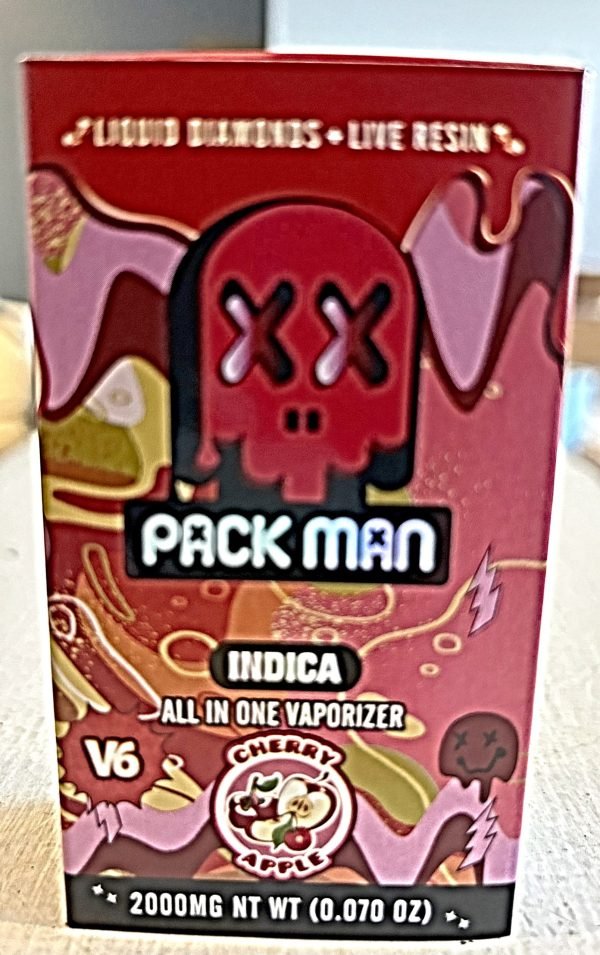 LIQUID DIAMONDS + LIVE RESIN
PACK MAN
INDICA
ALL IN ONE VAPORIZER
V6
CHERRY
APPLE
2000MG NT WT (0.070 OZ)